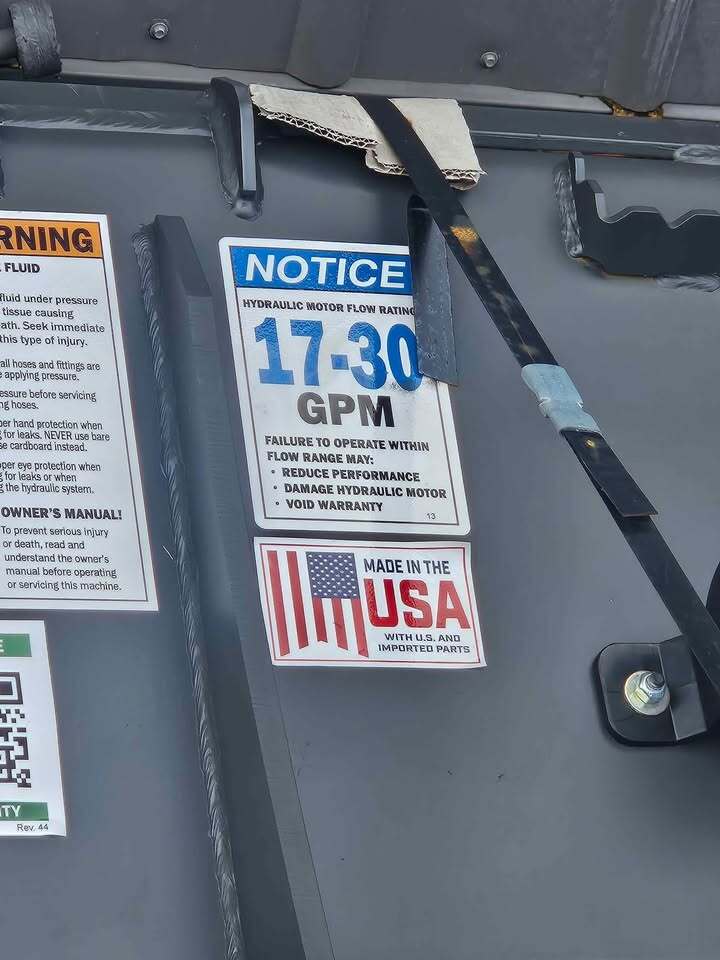 RNING
FLUID
fluid under pressure
tissue causing
ath. Seek immediate
this type of injury.
all hoses and fittings are
applying pressure.
essure before servicing
ng hoses.
per hand protection when
g for leaks. NEVER use bare
se cardboard instead.
oper eye protection when
g for leaks or when
g the hydraulic system.
OWNER'S MANUAL!
To prevent serious injury
or death, read and
understand the owner's
manual before operating
or servicing this machine.
E
ITY
Rev. 44
NOTICE
HYDRAULIC MOTOR FLOW RATING
17-30
GPM
FAILURE TO OPERATE WITHIN
FLOW RANGE MAY:
• REDUCE PERFORMANCE
• DAMAGE HYDRAULIC MOTOR
• VOID WARRANTY
13
MADE IN THE
USA
WITH U.S. AND
IMPORTED PARTS